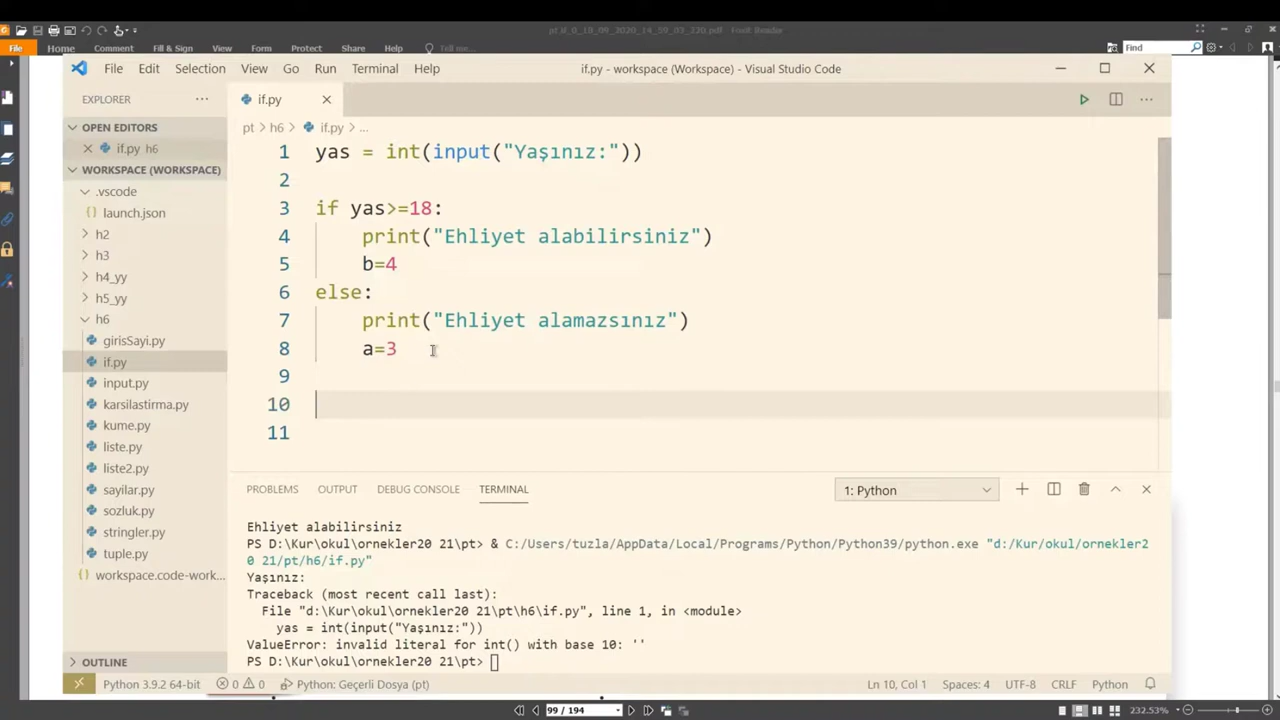 pt_II_0_18_09_2020_14_59_03_220.pdf - Foxit Reader
File Home Comment Fill & Sign View Form Protect Share Help Tell me... Find
File Edit Selection View Go Run Terminal Help if.py - workspace (Workspace) - Visual Studio Code
EXPLORER ...
if.py
OPEN EDITORS
if.py h6
WORKSPACE (WORKSPACE)
.vscode
{} launch.json
h2
h3
h4_yy
h5_yy
h6
girisSayi.py
if.py
input.py
karsilastirma.py
kume.py
liste.py
liste2.py
sayilar.py
sozluk.py
stringler.py
tuple.py
{} workspace.code-work...
OUTLINE
pt > h6 > if.py > ...
1 yas = int(input("Yaşınız:"))
2
3 if yas>=18:
4 print("Ehliyet alabilirsiniz")
5 b=4
6 else:
7 print("Ehliyet alamazsınız")
8 a=3
9
10
11
PROBLEMS OUTPUT DEBUG CONSOLE TERMINAL 1: Python
Ehliyet alabilirsiniz
PS D:\Kur\okul\ornekler20 21\pt> & C:/Users/tuzla/AppData/Local/Programs/Python/Python39/python.exe "d:/Kur/okul/ornekler2
0 21/pt/h6/if.py"
Yaşınız:
Traceback (most recent call last):
File "d:\Kur\okul\ornekler20 21\pt\h6\if.py", line 1, in <module>
yas = int(input("Yaşınız:"))
ValueError: invalid literal for int() with base 10: ''
PS D:\Kur\okul\ornekler20 21\pt>
Python 3.9.2 64-bit 0 0 Python: Geçerli Dosya (pt) Ln 10, Col 1 Spaces: 4 UTF-8 CRLF Python
99 / 194 232.53%